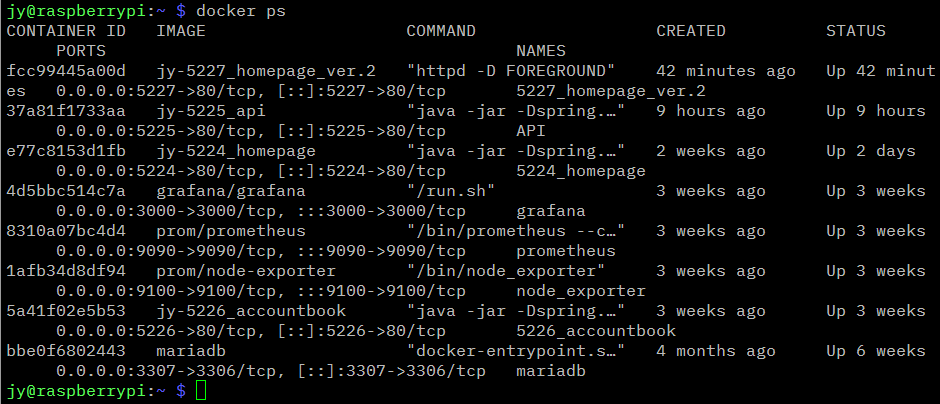 jy@raspberrypi:~ $ docker ps
CONTAINER ID   IMAGE                    COMMAND                  CREATED          STATUS
     PORTS                                         NAMES
fcc99445a00d   jy-5227_homepage_ver.2   "httpd -D FOREGROUND"    42 minutes ago   Up 42 minut
es   0.0.0.0:5227->80/tcp, [::]:5227->80/tcp       5227_homepage_ver.2
37a81f1733aa   jy-5225_api              "java -jar -Dspring.…"   9 hours ago      Up 9 hours
     0.0.0.0:5225->80/tcp, [::]:5225->80/tcp       API
e77c8153d1fb   jy-5224_homepage         "java -jar -Dspring.…"   2 weeks ago      Up 2 days
     0.0.0.0:5224->80/tcp, [::]:5224->80/tcp       5224_homepage
4d5bbc514c7a   grafana/grafana          "/run.sh"                3 weeks ago      Up 3 weeks
     0.0.0.0:3000->3000/tcp, :::3000->3000/tcp     grafana
8310a07bc4d4   prom/prometheus          "/bin/prometheus --c…"   3 weeks ago      Up 3 weeks
     0.0.0.0:9090->9090/tcp, :::9090->9090/tcp     prometheus
1afb34d8df94   prom/node-exporter       "/bin/node_exporter"     3 weeks ago      Up 3 weeks
     0.0.0.0:9100->9100/tcp, :::9100->9100/tcp     node_exporter
5a41f02e5b53   jy-5226_accountbook      "java -jar -Dspring.…"   3 weeks ago      Up 3 weeks
     0.0.0.0:5226->80/tcp, [::]:5226->80/tcp       5226_accountbook
bbe0f6802443   mariadb                  "docker-entrypoint.s…"   4 months ago     Up 6 weeks
     0.0.0.0:3307->3306/tcp, [::]:3307->3306/tcp   mariadb
jy@raspberrypi:~ $